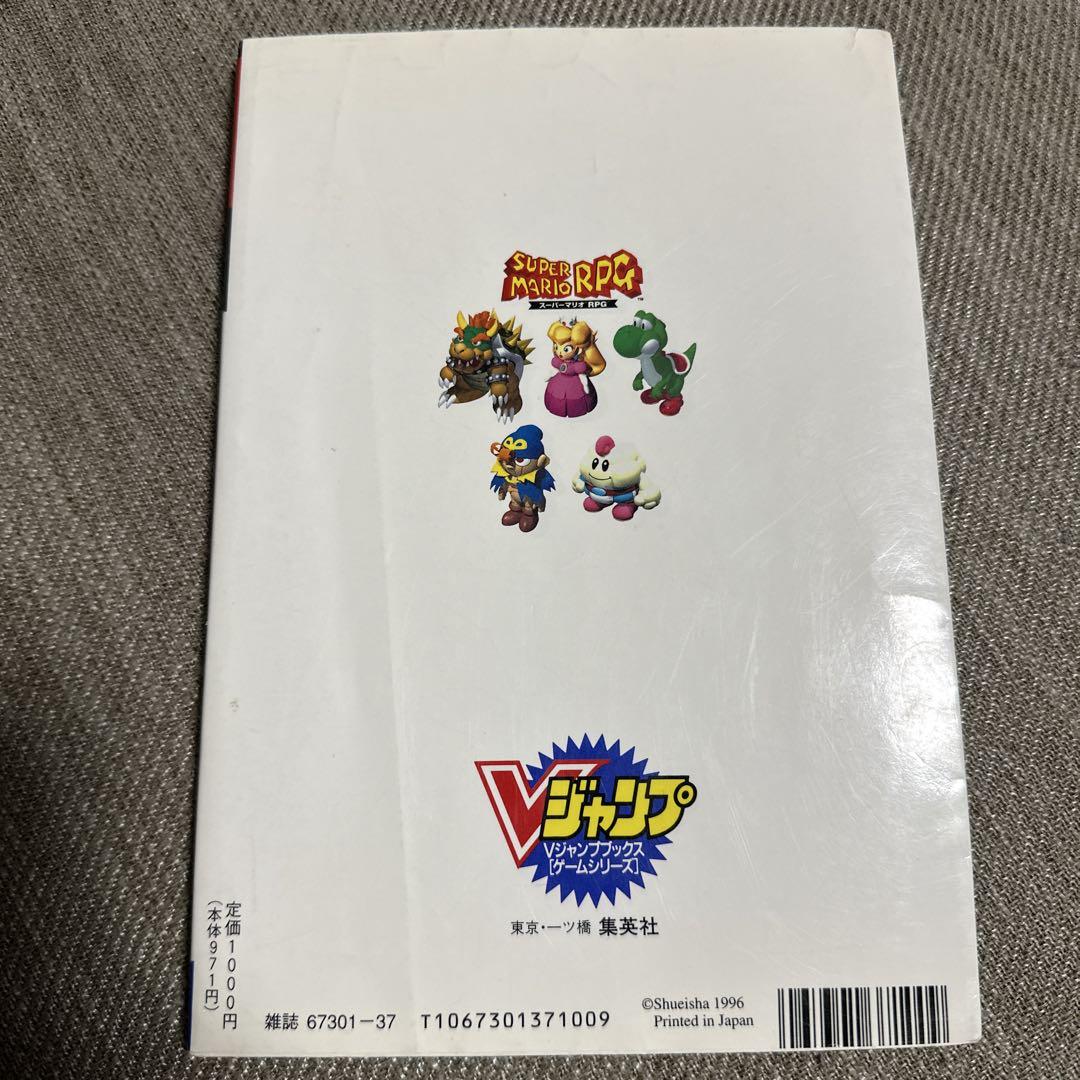 SUPER
MARIO RPG
™
スーパーマリオ RPG
Vジャンプ
Vジャンプブックス
[ゲームシリーズ]
東京・一ツ橋 集英社
定価1000円
(本体971円)
雑誌 67301-37
T1067301371009
©Shueisha 1996
Printed in Japan